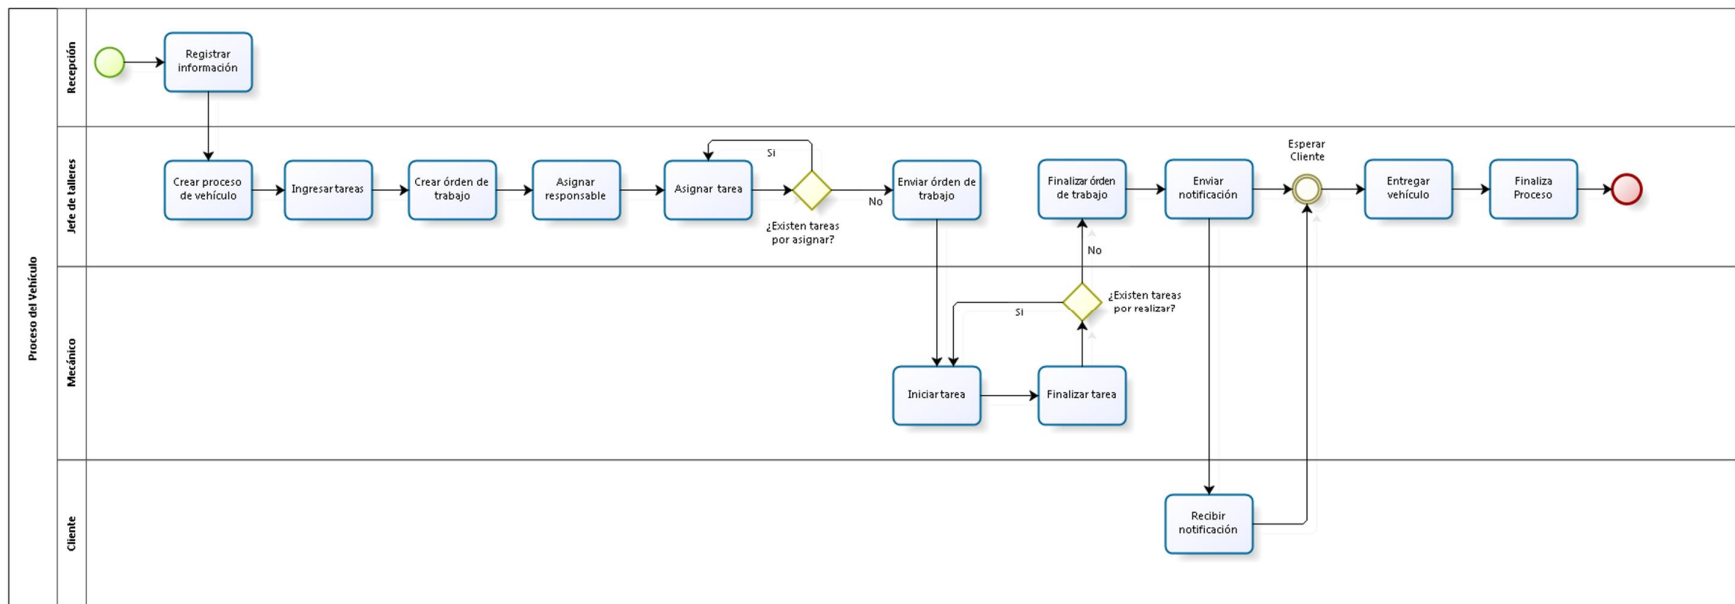 Proceso del Vehículo
Recepción
Registrar
información
Jefe de talleres
Crear proceso
de vehículo
Ingresar tareas
Crear órden de
trabajo
Asignar
responsable
Asignar tarea
Si
¿Existen tareas
por asignar?
No
Enviar órden de
trabajo
Finalizar órden
de trabajo
Enviar
notificación
Esperar
Cliente
Entregar
vehículo
Finaliza
Proceso
No
Mecánico
¿Existen tareas
por realizar?
Si
Iniciar tarea
Finalizar tarea
Cliente
Recibir
notificación